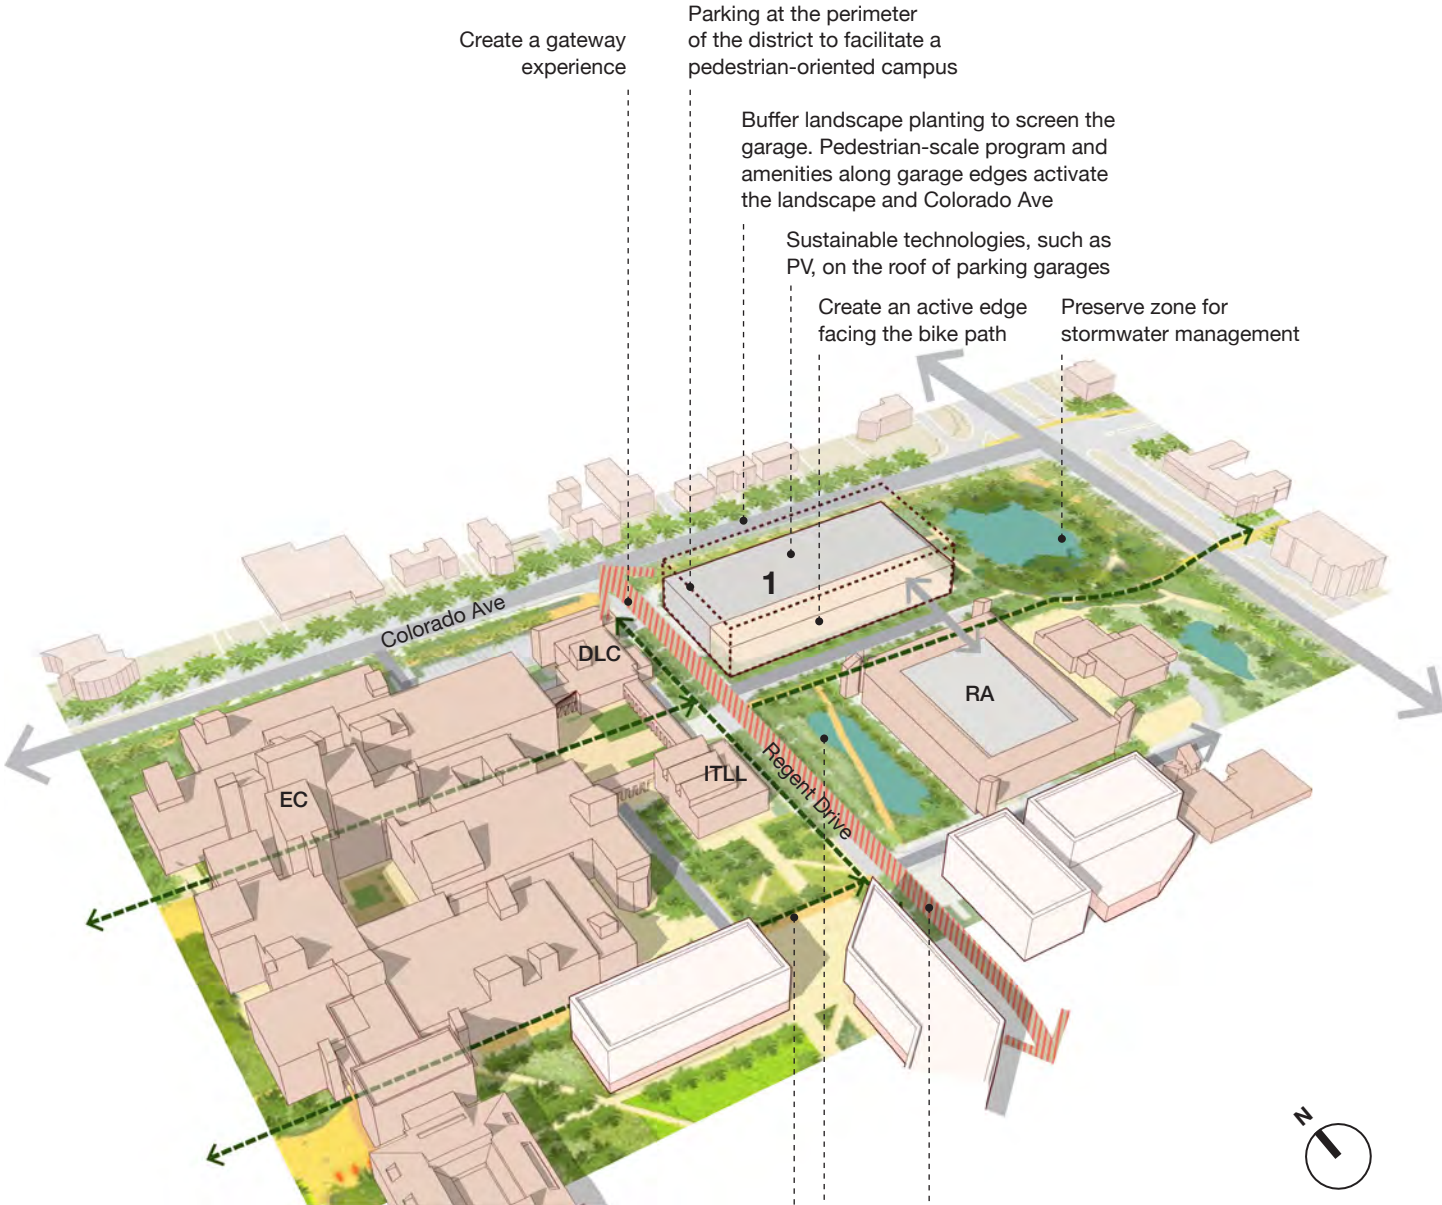 Parking at the perimeter
of the district to facilitate a
pedestrian-oriented campus
Create a gateway
experience
Buffer landscape planting to screen the
garage. Pedestrian-scale program and
amenities along garage edges activate
the landscape and Colorado Ave
Sustainable technologies, such as
PV, on the roof of parking garages
Create an active edge
facing the bike path
Preserve zone for
stormwater management
1
Colorado Ave
DLC
RA
ITLL
Regent Drive
EC
N